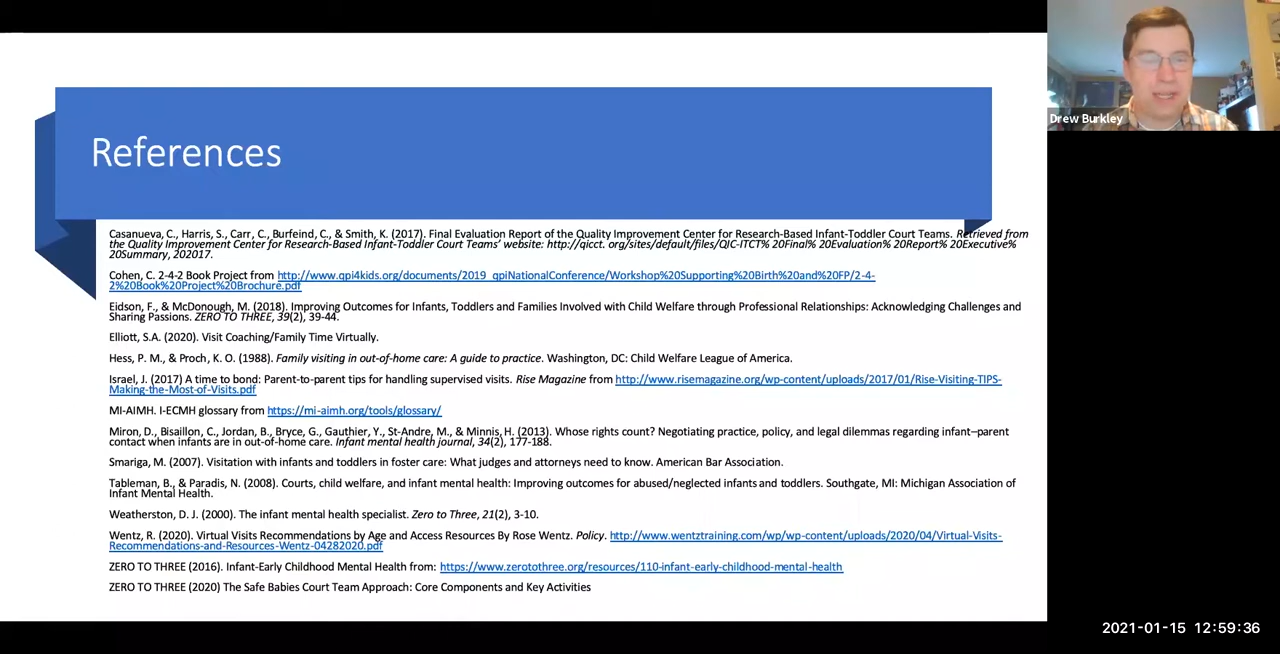 References
Drew Burkley
Casanueva, C., Harris, S., Carr, C., Burfeind, C., & Smith, K. (2017). Final Evaluation Report of the Quality Improvement Center for Research-Based Infant-Toddler Court Teams. Retrieved from
the Quality Improvement Center for Research-Based Infant-Toddler Court Teams’ website: http://qicct. org/sites/default/files/QIC-ITCT% 20Final% 20Evaluation% 20Report% 20Executive%
20Summary, 202017.
Cohen, C. 2-4-2 Book Project from http://www.qpi4kids.org/documents/2019_qpiNationalConference/Workshop%20Supporting%20Birth%20and%20FP/2-4-
2%20Book%20Project%20Brochure.pdf
Eidson, F., & McDonough, M. (2018). Improving Outcomes for Infants, Toddlers and Families Involved with Child Welfare through Professional Relationships: Acknowledging Challenges and
Sharing Passions. ZERO TO THREE, 39(2), 39-44.
Elliott, S.A. (2020). Visit Coaching/Family Time Virtually.
Hess, P. M., & Proch, K. O. (1988). Family visiting in out-of-home care: A guide to practice. Washington, DC: Child Welfare League of America.
Israel, J. (2017) A time to bond: Parent-to-parent tips for handling supervised visits. Rise Magazine from http://www.risemagazine.org/wp-content/uploads/2017/01/Rise-Visiting-TIPS-
Making-the-Most-of-Visits.pdf
MI-AIMH. I-ECMH glossary from https://mi-aimh.org/tools/glossary/
Miron, D., Bisaillon, C., Jordan, B., Bryce, G., Gauthier, Y., St-Andre, M., & Minnis, H. (2013). Whose rights count? Negotiating practice, policy, and legal dilemmas regarding infant–parent
contact when infants are in out-of-home care. Infant mental health journal, 34(2), 177-188.
Smariga, M. (2007). Visitation with infants and toddlers in foster care: What judges and attorneys need to know. American Bar Association.
Tableman, B., & Paradis, N. (2008). Courts, child welfare, and infant mental health: Improving outcomes for abused/neglected infants and toddlers. Southgate, MI: Michigan Association of
Infant Mental Health.
Weatherston, D. J. (2000). The infant mental health specialist. Zero to Three, 21(2), 3-10.
Wentz, R. (2020). Virtual Visits Recommendations by Age and Access Resources By Rose Wentz. Policy. http://www.wentztraining.com/wp/wp-content/uploads/2020/04/Virtual-Visits-
Recommendations-and-Resources-Wentz-04282020.pdf
ZERO TO THREE (2016). Infant-Early Childhood Mental Health from: https://www.zerotothree.org/resources/110-infant-early-childhood-mental-health
ZERO TO THREE (2020) The Safe Babies Court Team Approach: Core Components and Key Activities
2021-01-15 12:59:36